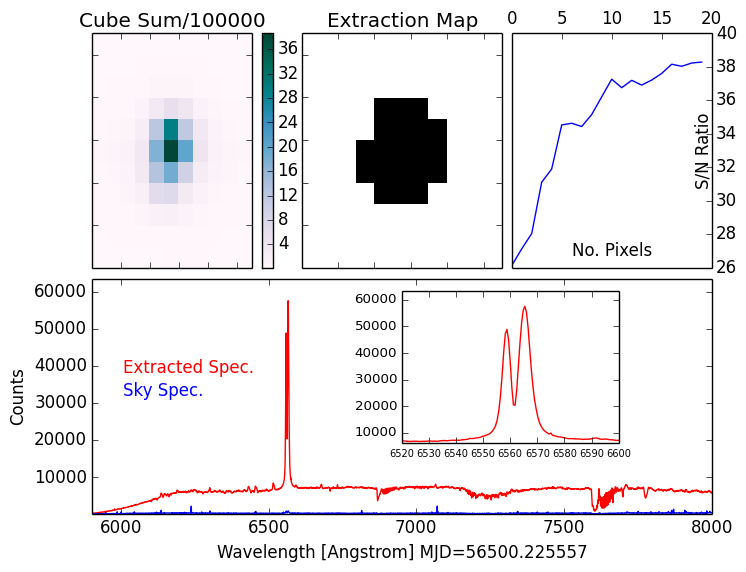 Cube Sum/100000
Extraction Map
0 5 10 15 20
36
32
28
24
20
16
12
8
4
40
38
36
34
32
30
28
26
S/N Ratio
No. Pixels
60000
50000
40000
30000
20000
10000
Counts
Extracted Spec.
Sky Spec.
60000
50000
40000
30000
20000
10000
6520 6530 6540 6550 6560 6570 6580 6590 6600
6000 6500 7000 7500 8000
Wavelength [Angstrom] MJD=56500.225557